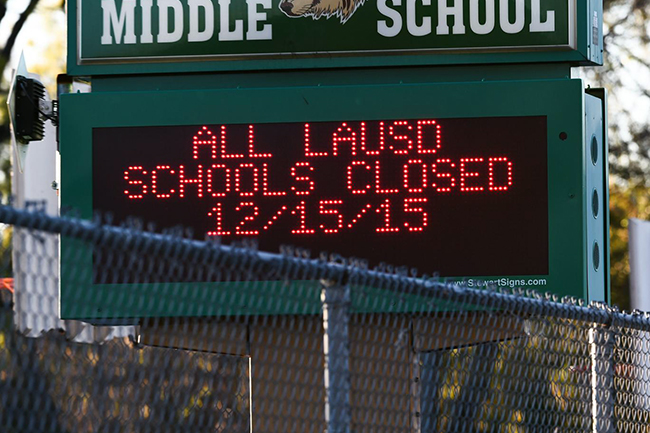 MIDDLE SCHOOL
ALL LAUSD
SCHOOLS CLOSED
12/15/15